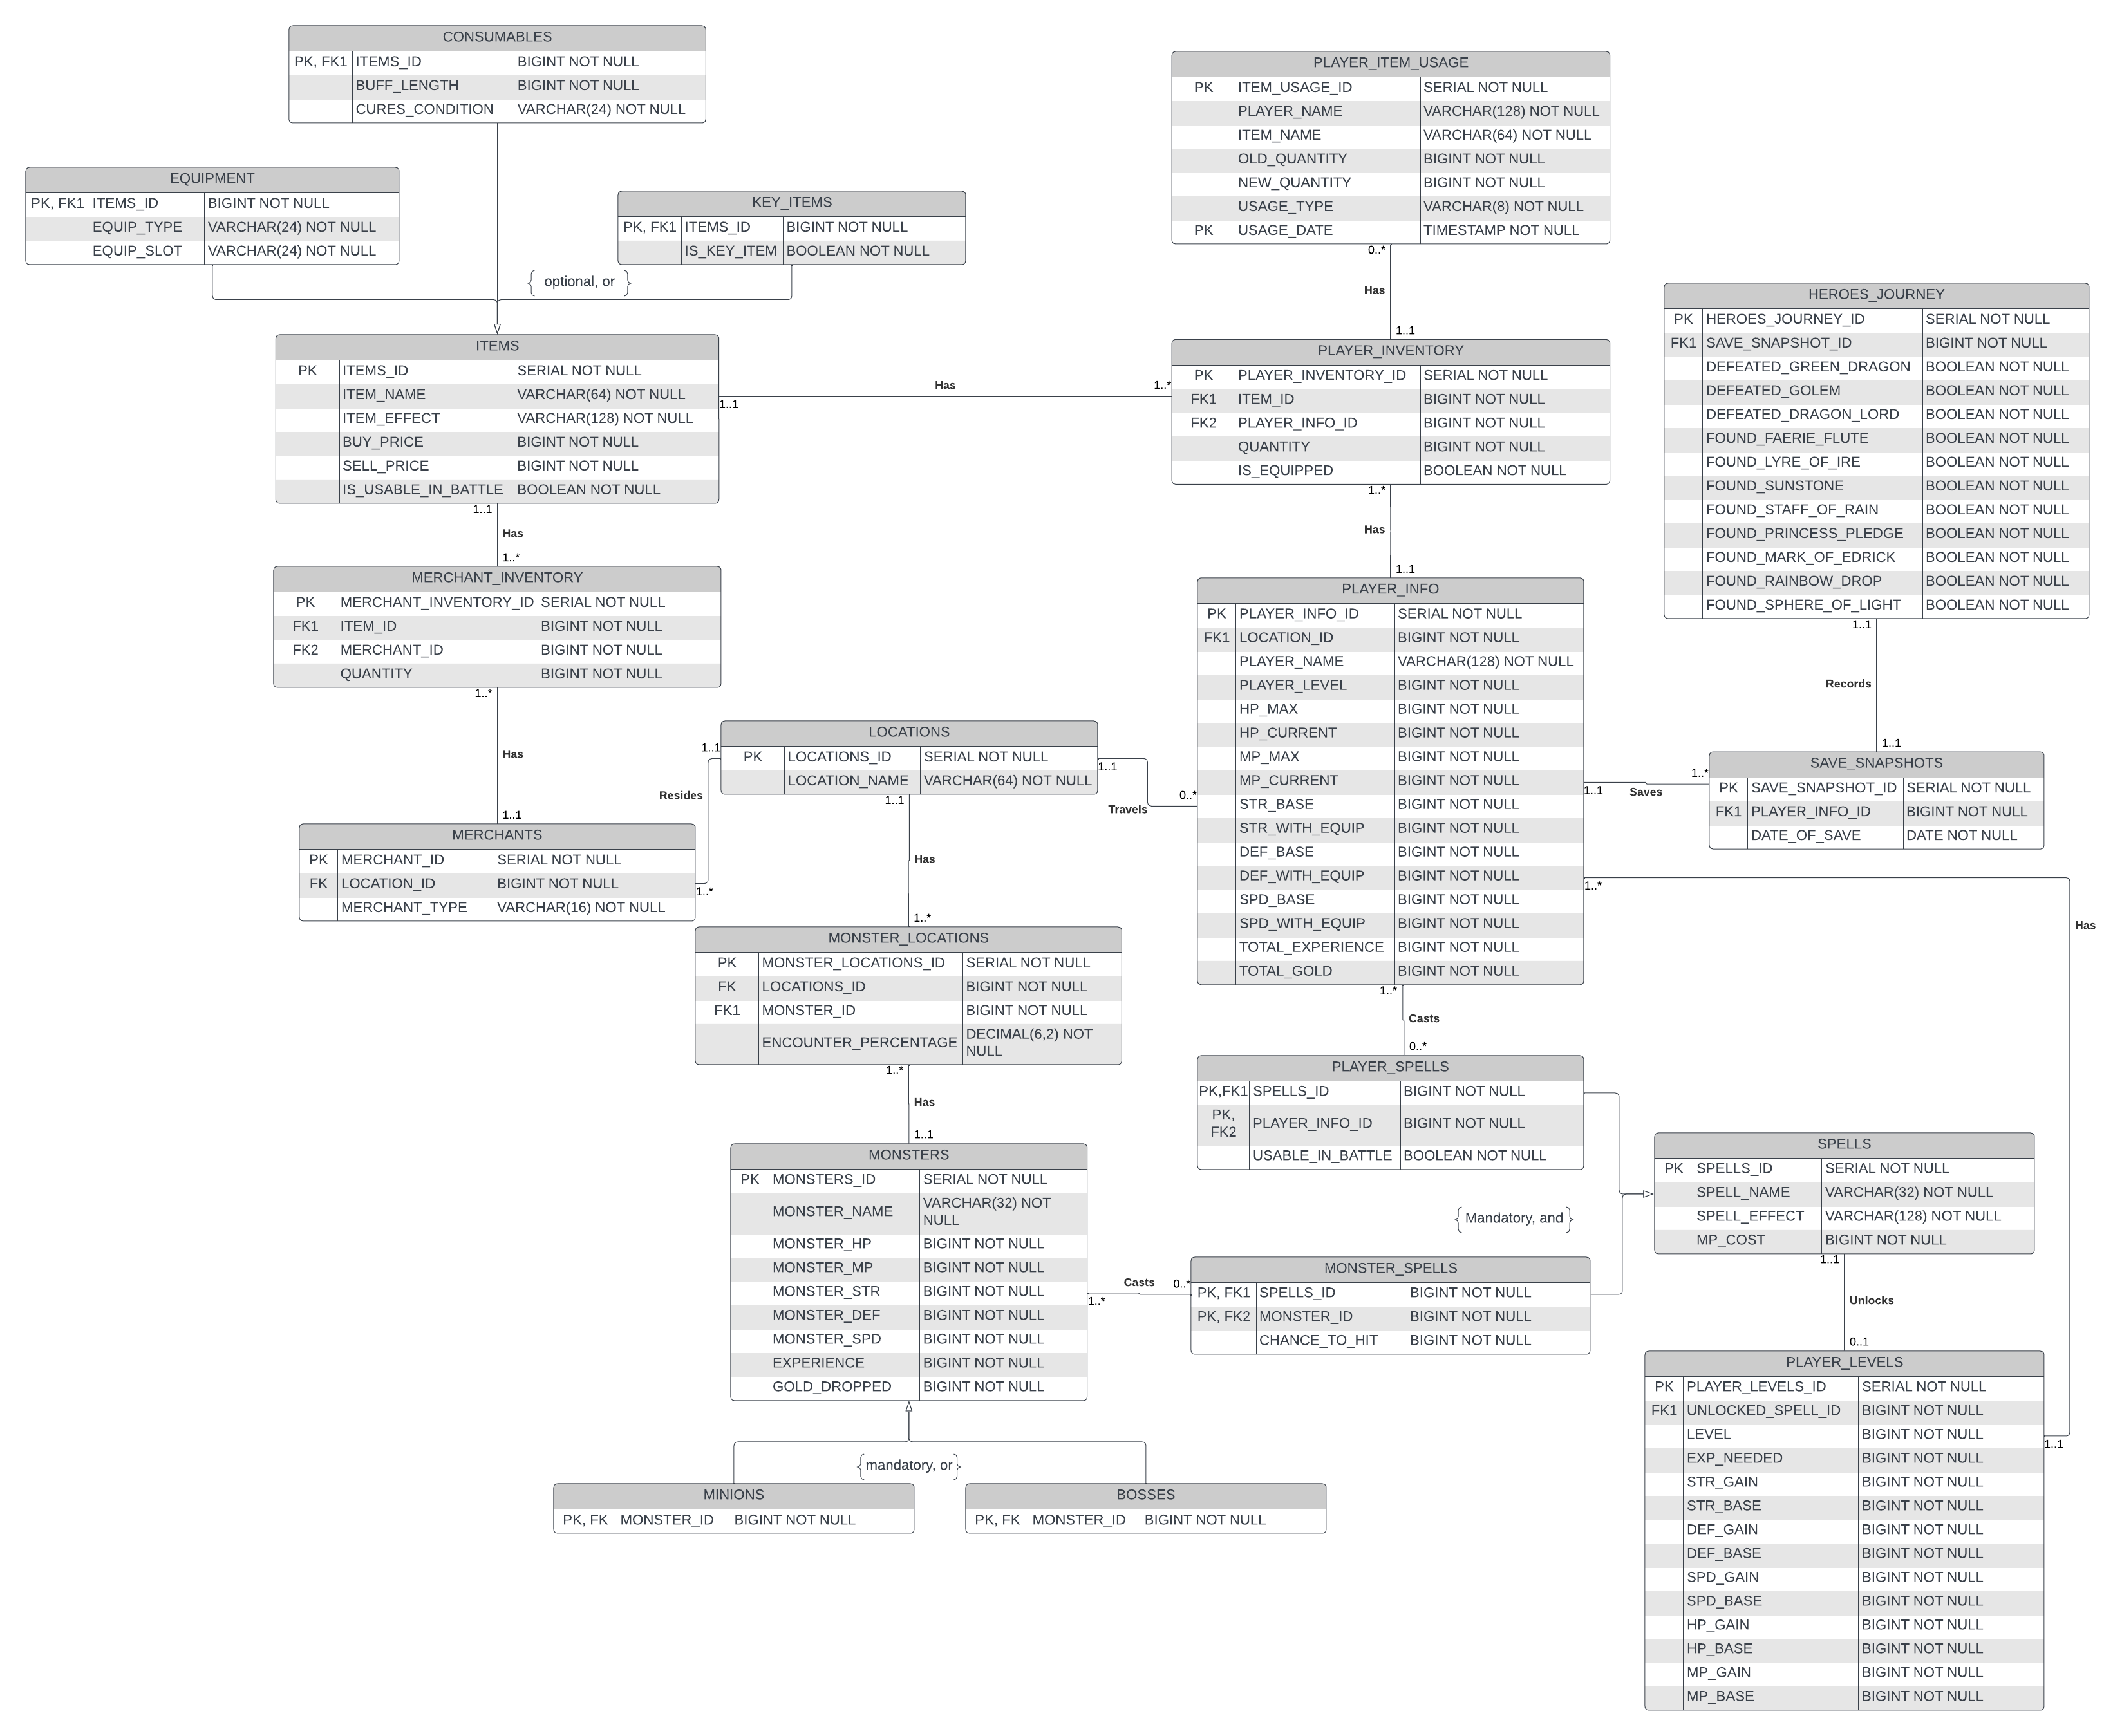 CONSUMABLES
PK, FK1 ITEMS_ID BIGINT NOT NULL
BUFF_LENGTH BIGINT NOT NULL
CURES_CONDITION VARCHAR(24) NOT NULL
EQUIPMENT
PK, FK1 ITEMS_ID BIGINT NOT NULL
EQUIP_TYPE VARCHAR(24) NOT NULL
EQUIP_SLOT VARCHAR(24) NOT NULL
KEY_ITEMS
PK, FK1 ITEMS_ID BIGINT NOT NULL
IS_KEY_ITEM BOOLEAN NOT NULL
{ optional, or }
ITEMS
PK ITEMS_ID SERIAL NOT NULL
ITEM_NAME VARCHAR(64) NOT NULL
ITEM_EFFECT VARCHAR(128) NOT NULL
BUY_PRICE BIGINT NOT NULL
SELL_PRICE BIGINT NOT NULL
IS_USABLE_IN_BATTLE BOOLEAN NOT NULL
1..1
Has
1..*
1..1
Has
1..*
MERCHANT_INVENTORY
PK MERCHANT_INVENTORY_ID SERIAL NOT NULL
FK1 ITEM_ID BIGINT NOT NULL
FK2 MERCHANT_ID BIGINT NOT NULL
QUANTITY BIGINT NOT NULL
1..*
Has
1..1
MERCHANTS
PK MERCHANT_ID SERIAL NOT NULL
FK LOCATION_ID BIGINT NOT NULL
MERCHANT_TYPE VARCHAR(16) NOT NULL
1..1
Resides
1..*
LOCATIONS
PK LOCATIONS_ID SERIAL NOT NULL
LOCATION_NAME VARCHAR(64) NOT NULL
1..1
Travels
0..*
1..1
Has
1..*
MONSTER_LOCATIONS
PK MONSTER_LOCATIONS_ID SERIAL NOT NULL
FK LOCATIONS_ID BIGINT NOT NULL
FK1 MONSTER_ID BIGINT NOT NULL
ENCOUNTER_PERCENTAGE DECIMAL(6,2) NOT
NULL
1..*
Has
1..1
MONSTERS
PK MONSTERS_ID SERIAL NOT NULL
MONSTER_NAME VARCHAR(32) NOT
NULL
MONSTER_HP BIGINT NOT NULL
MONSTER_MP BIGINT NOT NULL
MONSTER_STR BIGINT NOT NULL
MONSTER_DEF BIGINT NOT NULL
MONSTER_SPD BIGINT NOT NULL
EXPERIENCE BIGINT NOT NULL
GOLD_DROPPED BIGINT NOT NULL
1..*
Casts
0..*
{mandatory, or}
MINIONS
PK, FK MONSTER_ID BIGINT NOT NULL
BOSSES
PK, FK MONSTER_ID BIGINT NOT NULL
PLAYER_ITEM_USAGE
PK ITEM_USAGE_ID SERIAL NOT NULL
PLAYER_NAME VARCHAR(128) NOT NULL
ITEM_NAME VARCHAR(64) NOT NULL
OLD_QUANTITY BIGINT NOT NULL
NEW_QUANTITY BIGINT NOT NULL
USAGE_TYPE VARCHAR(8) NOT NULL
PK USAGE_DATE TIMESTAMP NOT NULL
0..*
Has
1..1
PLAYER_INVENTORY
PK PLAYER_INVENTORY_ID SERIAL NOT NULL
FK1 ITEM_ID BIGINT NOT NULL
FK2 PLAYER_INFO_ID BIGINT NOT NULL
QUANTITY BIGINT NOT NULL
IS_EQUIPPED BOOLEAN NOT NULL
1..*
Has
1..1
PLAYER_INFO
PK PLAYER_INFO_ID SERIAL NOT NULL
FK1 LOCATION_ID BIGINT NOT NULL
PLAYER_NAME VARCHAR(128) NOT NULL
PLAYER_LEVEL BIGINT NOT NULL
HP_MAX BIGINT NOT NULL
HP_CURRENT BIGINT NOT NULL
MP_MAX BIGINT NOT NULL
MP_CURRENT BIGINT NOT NULL
STR_BASE BIGINT NOT NULL
STR_WITH_EQUIP BIGINT NOT NULL
DEF_BASE BIGINT NOT NULL
DEF_WITH_EQUIP BIGINT NOT NULL
SPD_BASE BIGINT NOT NULL
SPD_WITH_EQUIP BIGINT NOT NULL
TOTAL_EXPERIENCE BIGINT NOT NULL
TOTAL_GOLD BIGINT NOT NULL
1..1
Saves
1..*
1..*
Has
1..1
1..*
Casts
0..*
PLAYER_SPELLS
PK,FK1 SPELLS_ID BIGINT NOT NULL
PK,
FK2 PLAYER_INFO_ID BIGINT NOT NULL
USABLE_IN_BATTLE BOOLEAN NOT NULL
{ Mandatory, and }
MONSTER_SPELLS
PK, FK1 SPELLS_ID BIGINT NOT NULL
PK, FK2 MONSTER_ID BIGINT NOT NULL
CHANCE_TO_HIT BIGINT NOT NULL
HEROES_JOURNEY
PK HEROES_JOURNEY_ID SERIAL NOT NULL
FK1 SAVE_SNAPSHOT_ID BIGINT NOT NULL
DEFEATED_GREEN_DRAGON BOOLEAN NOT NULL
DEFEATED_GOLEM BOOLEAN NOT NULL
DEFEATED_DRAGON_LORD BOOLEAN NOT NULL
FOUND_FAERIE_FLUTE BOOLEAN NOT NULL
FOUND_LYRE_OF_IRE BOOLEAN NOT NULL
FOUND_SUNSTONE BOOLEAN NOT NULL
FOUND_STAFF_OF_RAIN BOOLEAN NOT NULL
FOUND_PRINCESS_PLEDGE BOOLEAN NOT NULL
FOUND_MARK_OF_EDRICK BOOLEAN NOT NULL
FOUND_RAINBOW_DROP BOOLEAN NOT NULL
FOUND_SPHERE_OF_LIGHT BOOLEAN NOT NULL
1..1
Records
1..1
SAVE_SNAPSHOTS
PK SAVE_SNAPSHOT_ID SERIAL NOT NULL
FK1 PLAYER_INFO_ID BIGINT NOT NULL
DATE_OF_SAVE DATE NOT NULL
SPELLS
PK SPELLS_ID SERIAL NOT NULL
SPELL_NAME VARCHAR(32) NOT NULL
SPELL_EFFECT VARCHAR(128) NOT NULL
MP_COST BIGINT NOT NULL
1..1
Unlocks
0..1
PLAYER_LEVELS
PK PLAYER_LEVELS_ID SERIAL NOT NULL
FK1 UNLOCKED_SPELL_ID BIGINT NOT NULL
LEVEL BIGINT NOT NULL
EXP_NEEDED BIGINT NOT NULL
STR_GAIN BIGINT NOT NULL
STR_BASE BIGINT NOT NULL
DEF_GAIN BIGINT NOT NULL
DEF_BASE BIGINT NOT NULL
SPD_GAIN BIGINT NOT NULL
SPD_BASE BIGINT NOT NULL
HP_GAIN BIGINT NOT NULL
HP_BASE BIGINT NOT NULL
MP_GAIN BIGINT NOT NULL
MP_BASE BIGINT NOT NULL